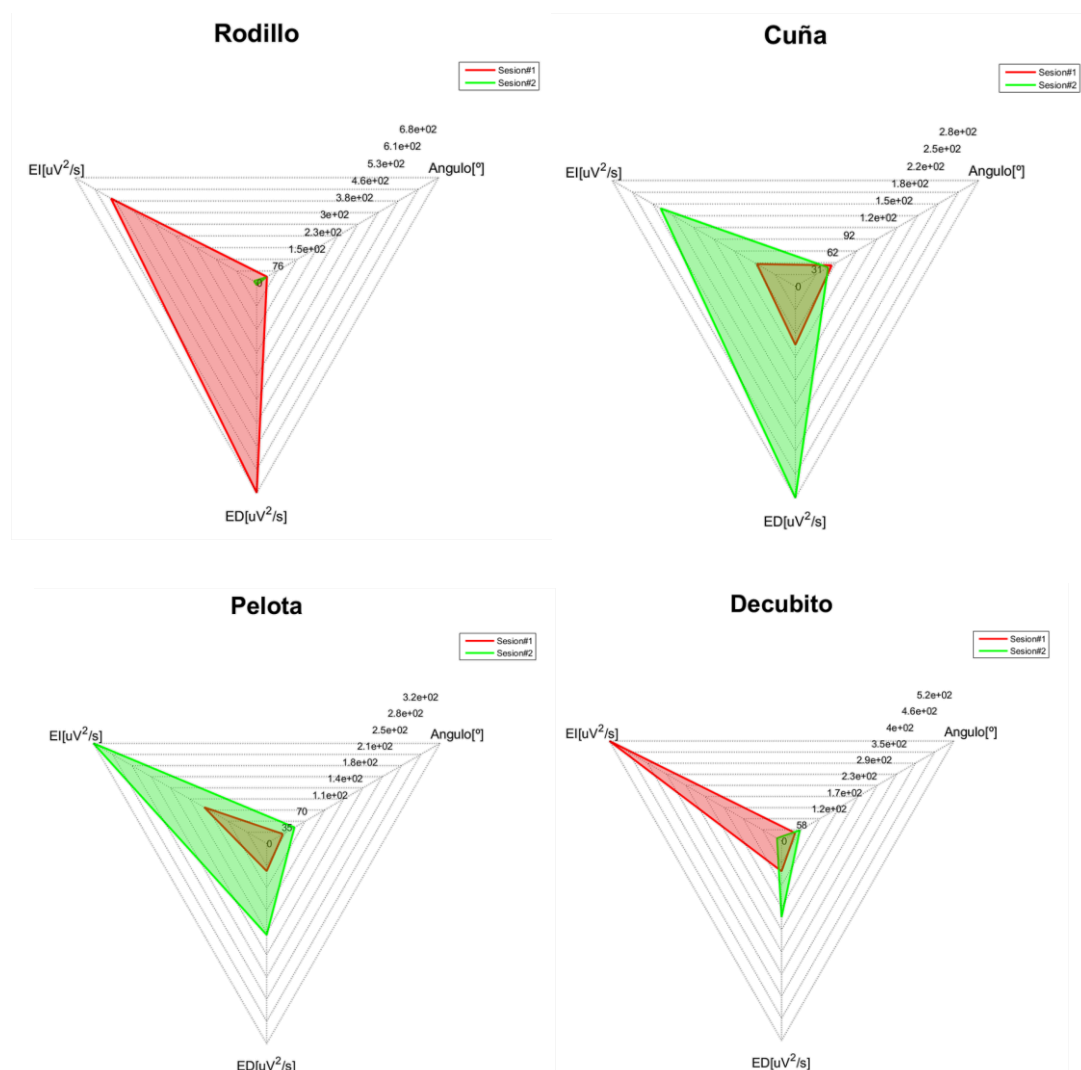 Rodillo
Sesion#1
Sesion#2
6.8e+02
6.1e+02
5.3e+02
4.6e+02
3.8e+02
3e+02
2.3e+02
1.5e+02
76
0
EI[uV²/s]
Angulo[º]
ED[uV²/s]
Cuña
Sesion#1
Sesion#2
2.8e+02
2.5e+02
2.2e+02
1.8e+02
1.5e+02
1.2e+02
92
62
31
0
EI[uV²/s]
Angulo[º]
ED[uV²/s]
Pelota
Sesion#1
Sesion#2
3.2e+02
2.8e+02
2.5e+02
2.1e+02
1.8e+02
1.4e+02
1.1e+02
70
35
0
EI[uV²/s]
Angulo[º]
ED[uV²/s]
Decubito
Sesion#1
Sesion#2
5.2e+02
4.6e+02
4e+02
3.5e+02
2.9e+02
2.3e+02
1.7e+02
1.2e+02
58
0
EI[uV²/s]
Angulo[º]
ED[uV²/s]